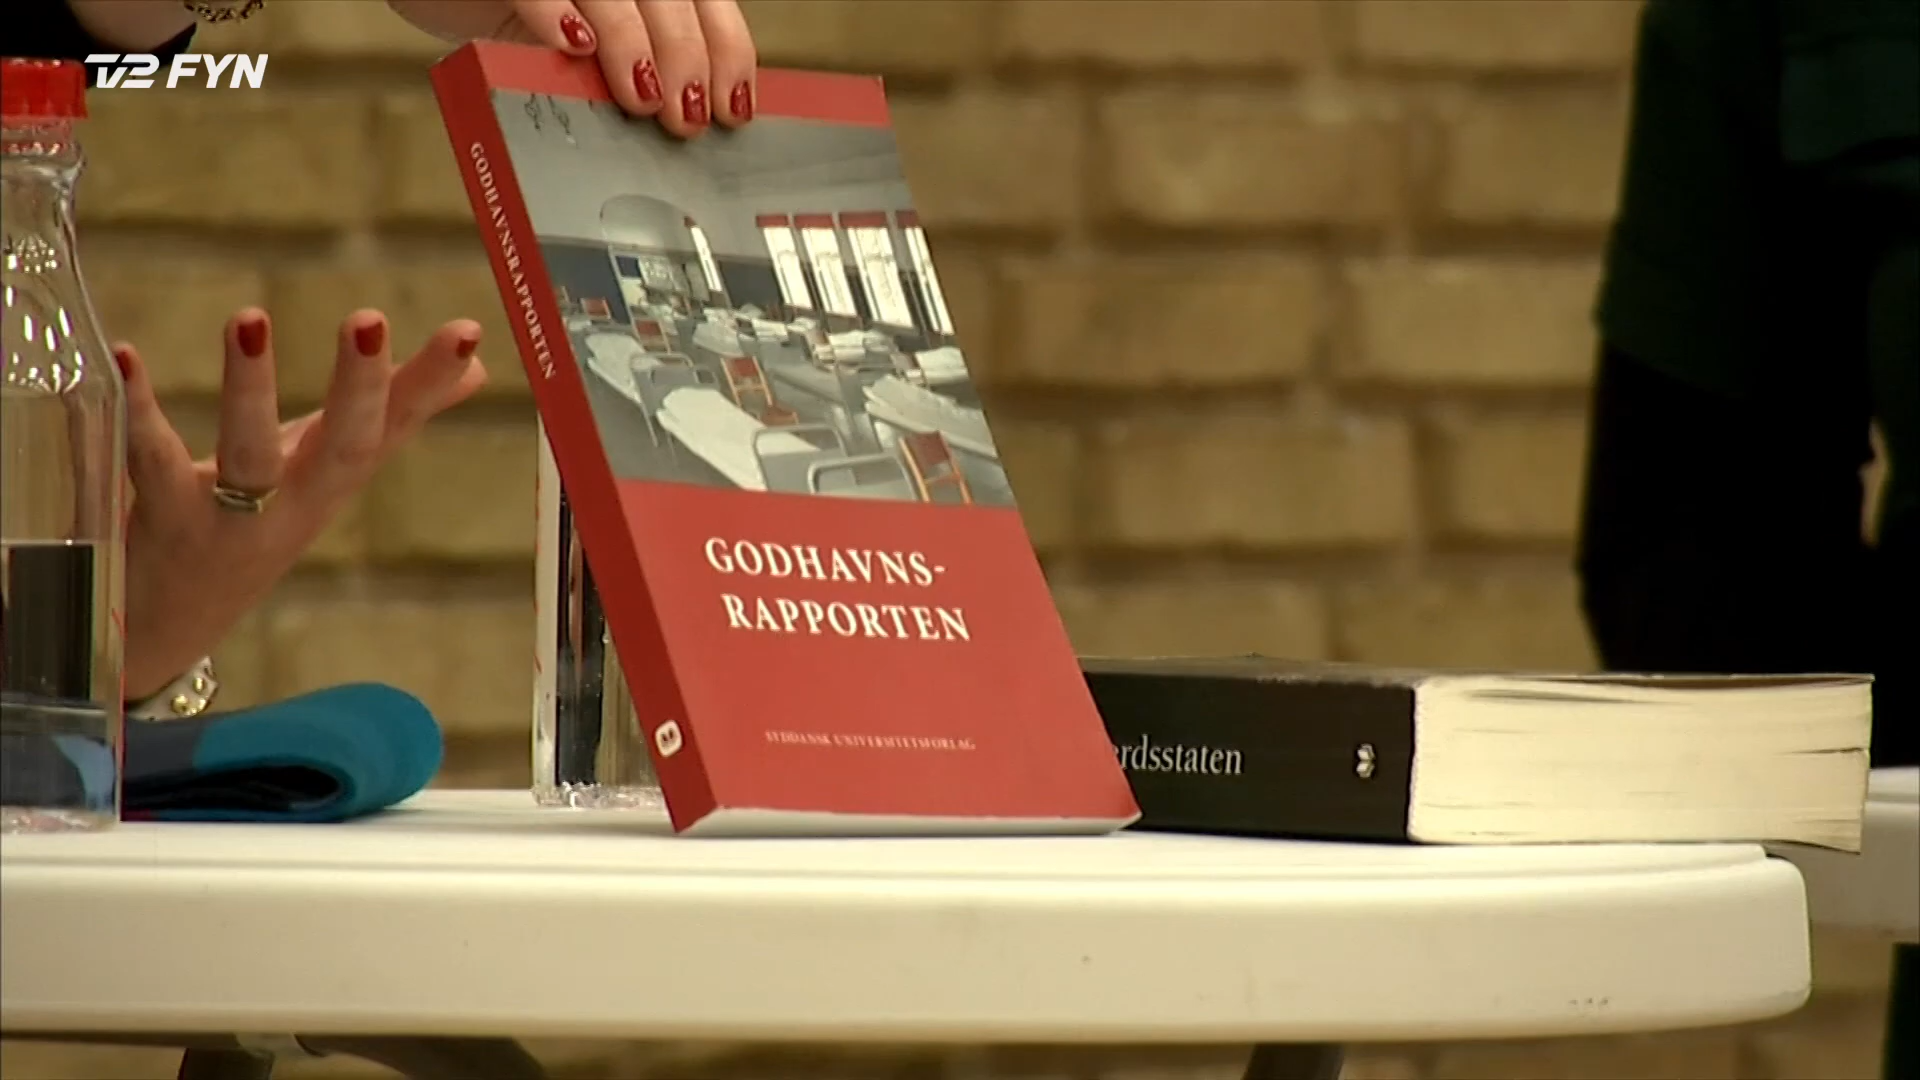 TV2 FYN
GODHAVNSRAPPORTEN
GODHAVNS-
RAPPORTEN
SYDDANSK UNIVERSITETSFORLAG
rdsstaten